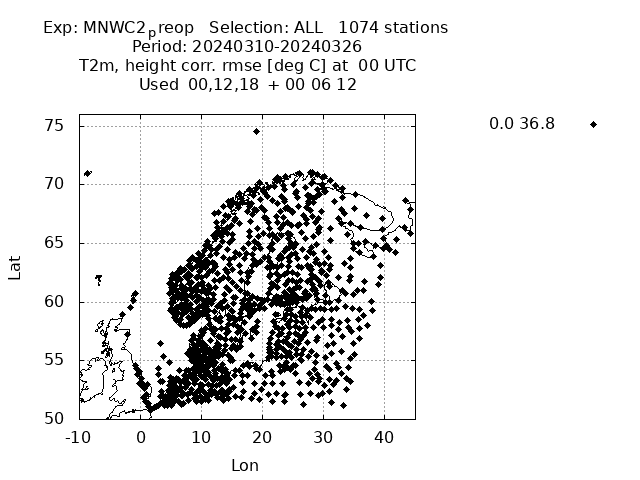 Exp: MNWC2_preop   Selection: ALL   1074 stations
Period: 20240310-20240326
T2m, height corr. rmse [deg C] at  00 UTC
Used  00,12,18  + 00 06 12
0.0 36.8
75
70
65
60
55
50
Lat
-10 0 10 20 30 40
Lon